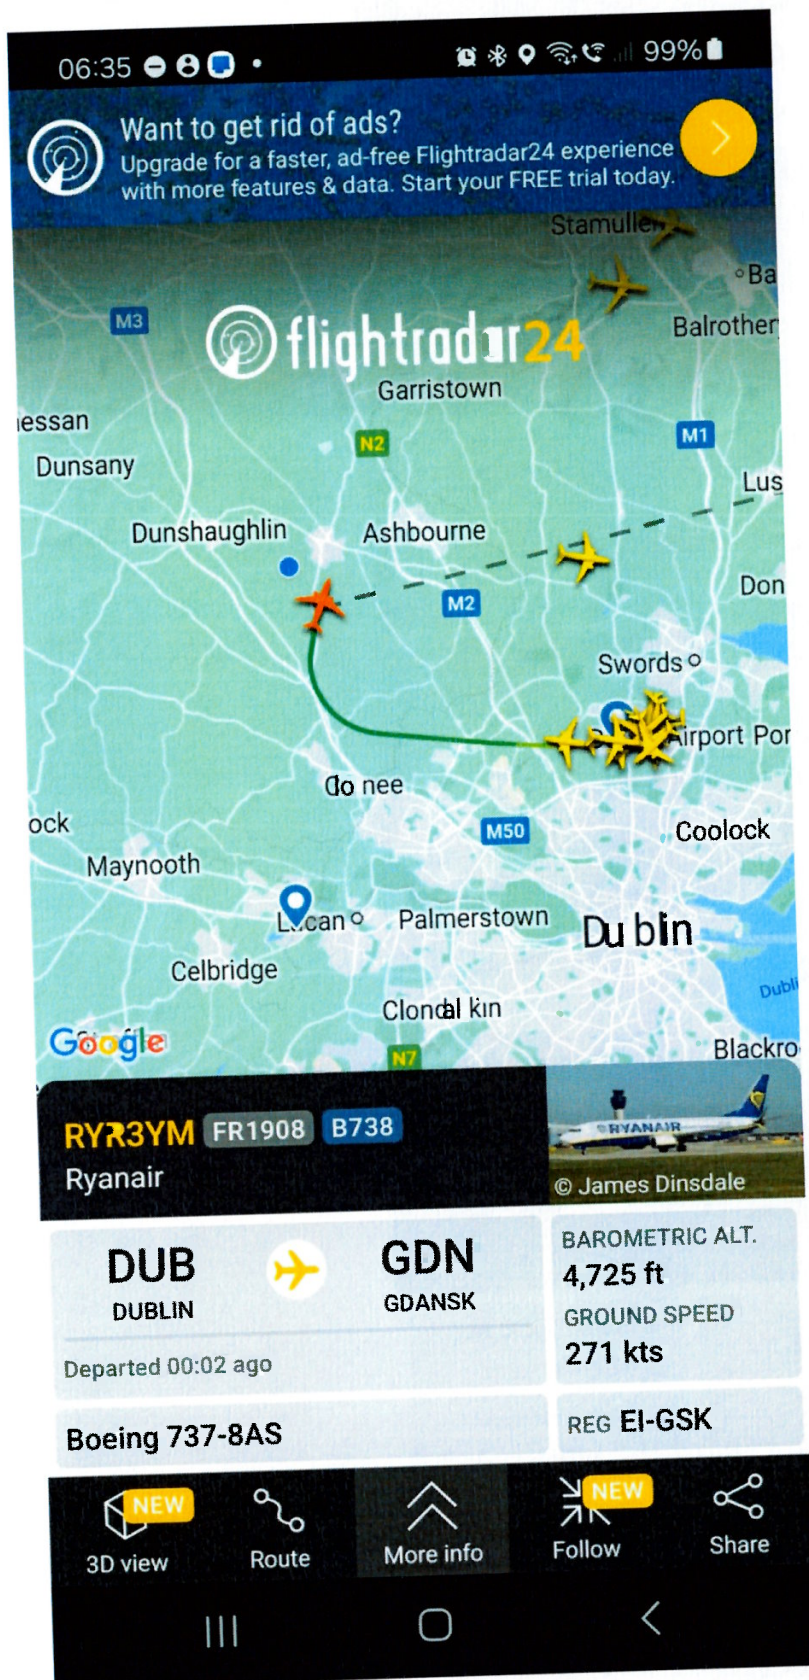 06:35
99%
Want to get rid of ads?
Upgrade for a faster, ad-free Flightradar24 experience
with more features & data. Start your FREE trial today.
Stamullen
Ba
M3
flightradar24
Balrothery
Garristown
essan
N2
M1
Dunsany
Lus
Dunshaughlin
Ashbourne
M2
Don
Swords
Airport Por
Clonee
ock
M50
Coolock
Maynooth
Lucan
Palmerstown
Dublin
Celbridge
Dubli
Clondalkin
Google
Blackro
N7
RYR3YM FR1908 B738
Ryanair
RYANAIR
© James Dinsdale
DUB
GDN
DUBLIN
GDANSK
BAROMETRIC ALT.
4,725 ft
GROUND SPEED
271 kts
Departed 00:02 ago
Boeing 737-8AS
REG EI-GSK
NEW
NEW
3D view
Route
More info
Follow
Share